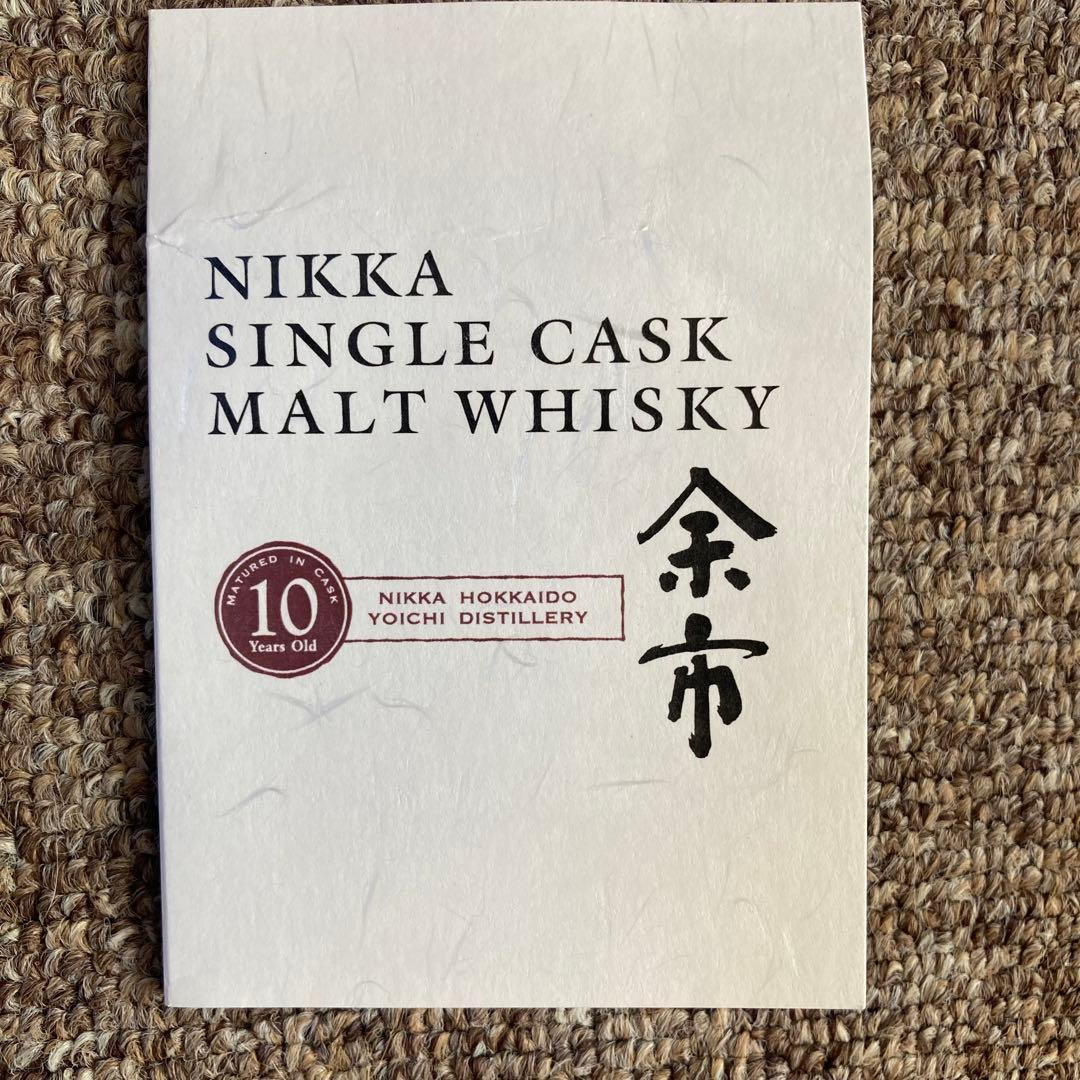 NIKKA
SINGLE CASK
MALT WHISKY
余市
MATURED IN CASK
10
Years Old
NIKKA HOKKAIDO
YOICHI DISTILLERY